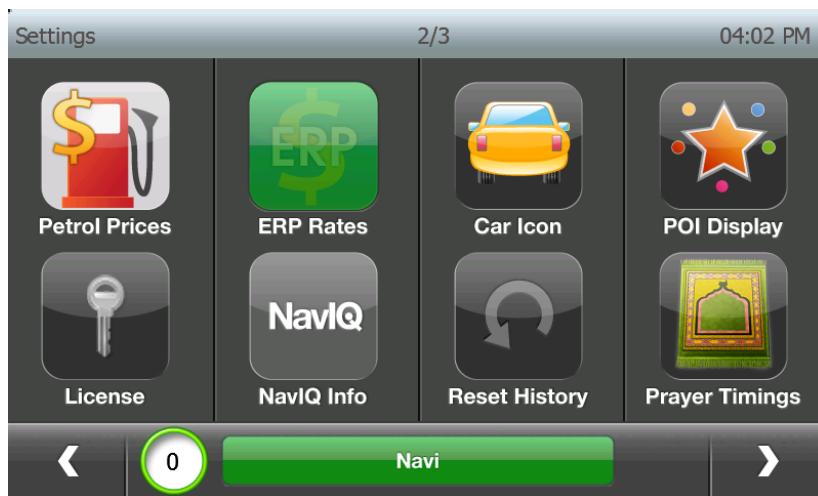 Settings 2/3 04:02 PM
$ ERP $
Petrol Prices ERP Rates Car Icon POI Display
NavIQ
License NavIQ Info Reset History Prayer Timings
0 Navi